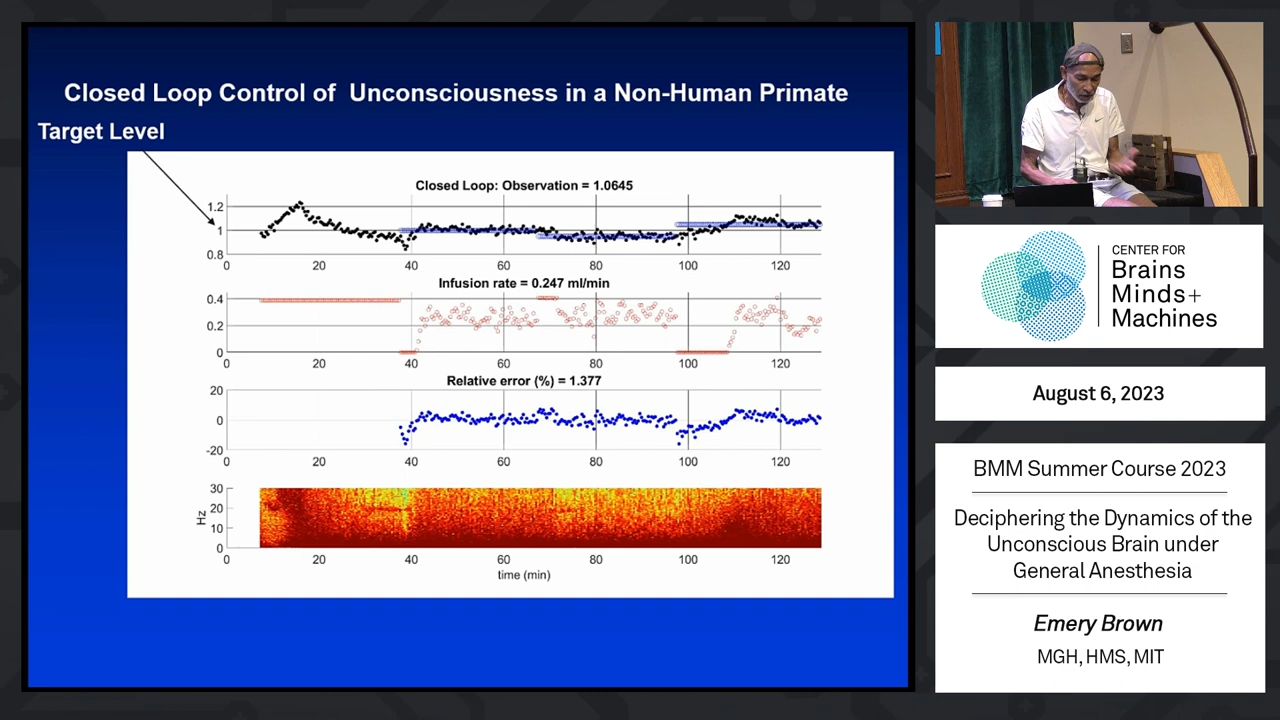 Closed Loop Control of Unconsciousness in a Non-Human Primate
Target Level
Closed Loop: Observation = 1.0645
1.2
1
0.8
0 20 40 60 80 100 120
Infusion rate = 0.247 ml/min
0.4
0.2
0
0 20 40 60 80 100 120
Relative error (%) = 1.377
20
0
-20
0 20 40 60 80 100 120
30
20
10
0
Hz
0 20 40 60 80 100 120
time (min)
CENTER FOR
Brains
Minds+
Machines
August 6, 2023
BMM Summer Course 2023
Deciphering the Dynamics of the
Unconscious Brain under
General Anesthesia
Emery Brown
MGH, HMS, MIT